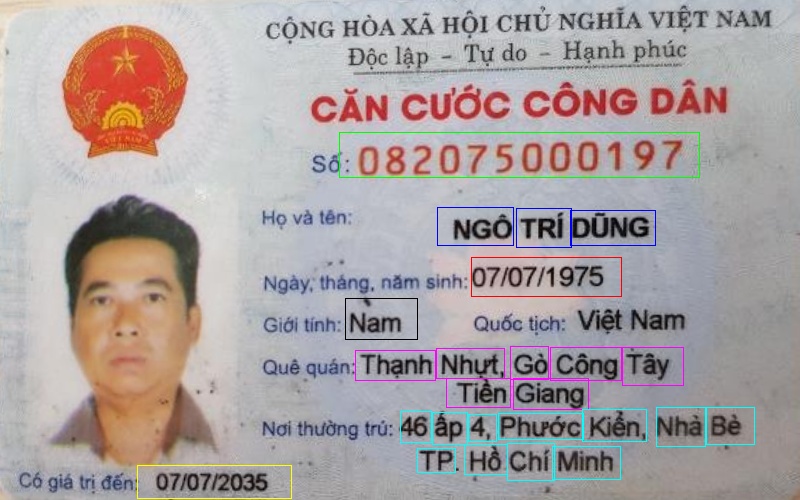 CỘNG HÒA XÃ HỘI CHỦ NGHĨA VIỆT NAM
Độc lập - Tự do - Hạnh phúc
CĂN CƯỚC CÔNG DÂN
Số: 082075000197
Họ và tên: NGÔ TRÍ DŨNG
Ngày, tháng, năm sinh: 07/07/1975
Giới tính: Nam Quốc tịch: Việt Nam
Quê quán: Thạnh Nhựt, Gò Công Tây
Tiền Giang
Nơi thường trú: 46 ấp 4, Phước Kiển, Nhà Bè
TP. Hồ Chí Minh
Có giá trị đến: 07/07/2035